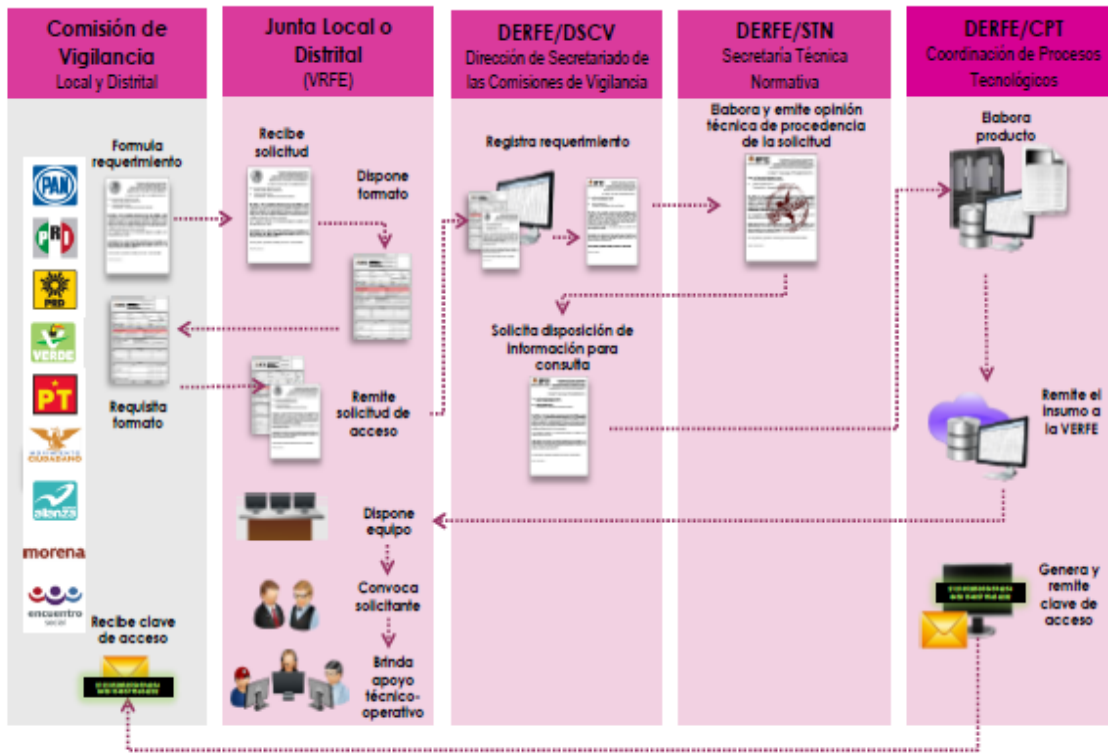 Comisión de
Vigilancia
Local y Distrital
Junta Local o
Distrital
(VRFE)
DERFE/DSCV
Dirección de Secretariado de
las Comisiones de Vigilancia
DERFE/STN
Secretaría Técnica
Normativa
DERFE/CPT
Coordinación de Procesos
Tecnológicos
PAN
PRI
PRD
VERDE
PT
MOVIMIENTO
CIUDADANO
alianza
morena
encuentro
social
Formula
requerimiento
Requisita
formato
Recibe clave
de acceso
Recibe
solicitud
Dispone
formato
Remite
solicitud de
acceso
Dispone
equipo
Convoca
solicitante
Brinda
apoyo
técnico-
operativo
Registra requerimiento
Solicita disposición de
información para
consulta
Elabora y emite opinión
técnica de procedencia
de la solicitud
Elabora
producto
Remite el
insumo a
la VERFE
Genera y
remite
clave de
acceso